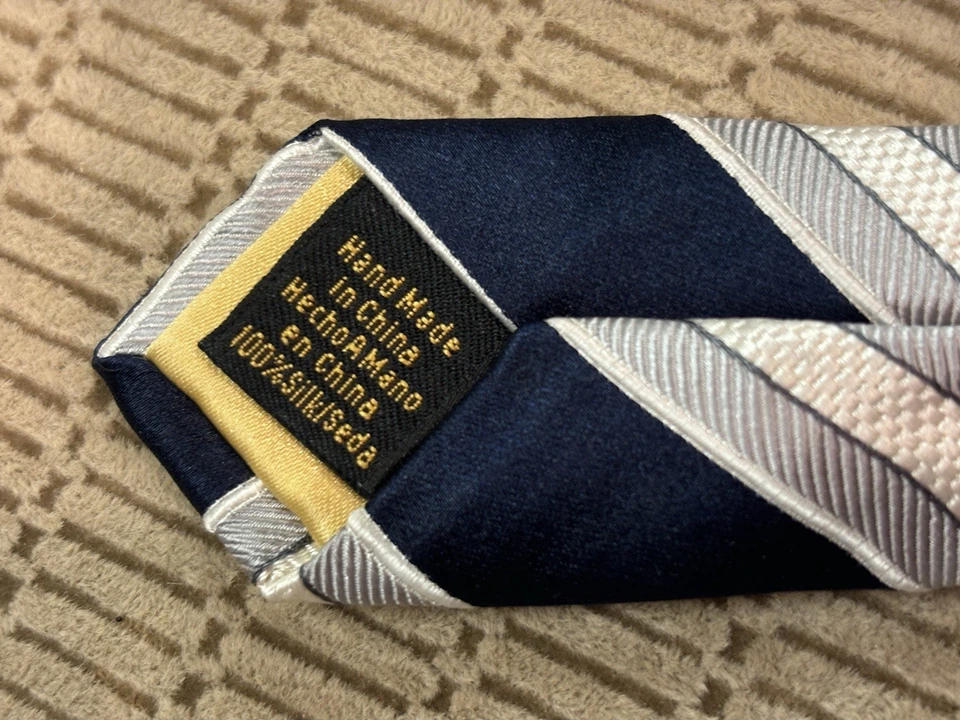 Hand Made
in China
HechoAMano
en China
100%Silk/Seda